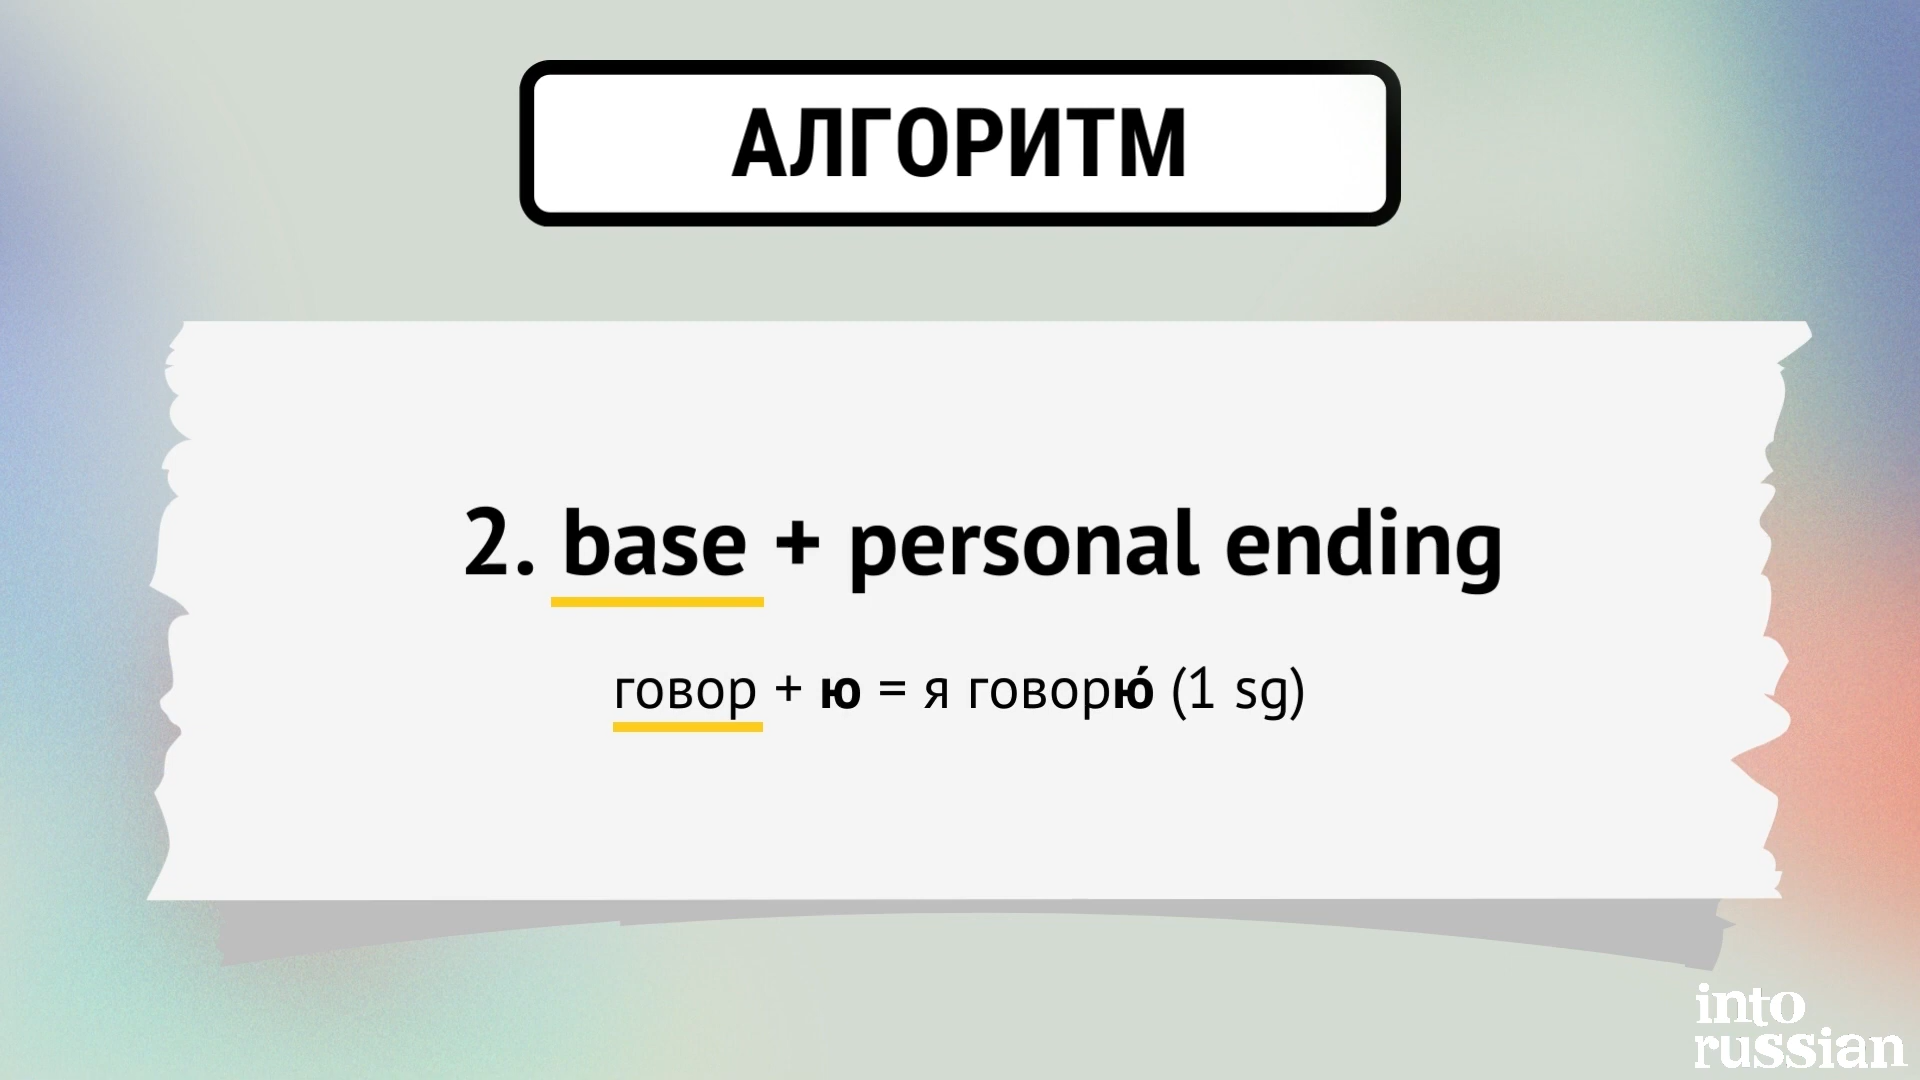 АЛГОРИТМ
2. base + personal ending
говор + ю = я говорю́ (1 sg)
into
russian